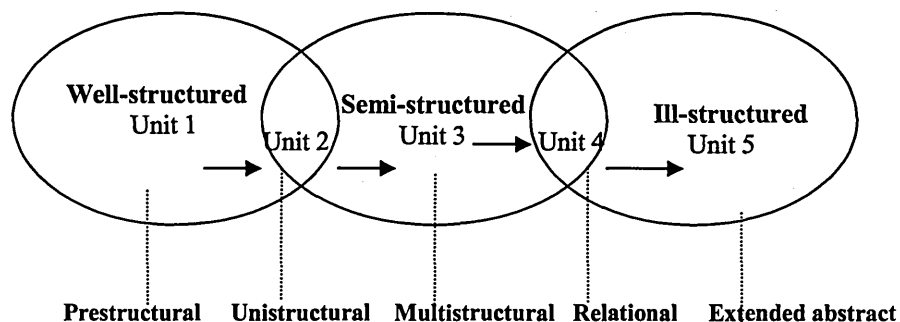 Well-structured
Unit 1
Unit 2
Semi-structured
Unit 3
Unit 4
Ill-structured
Unit 5
Prestructural Unistructural Multistructural Relational Extended abstract